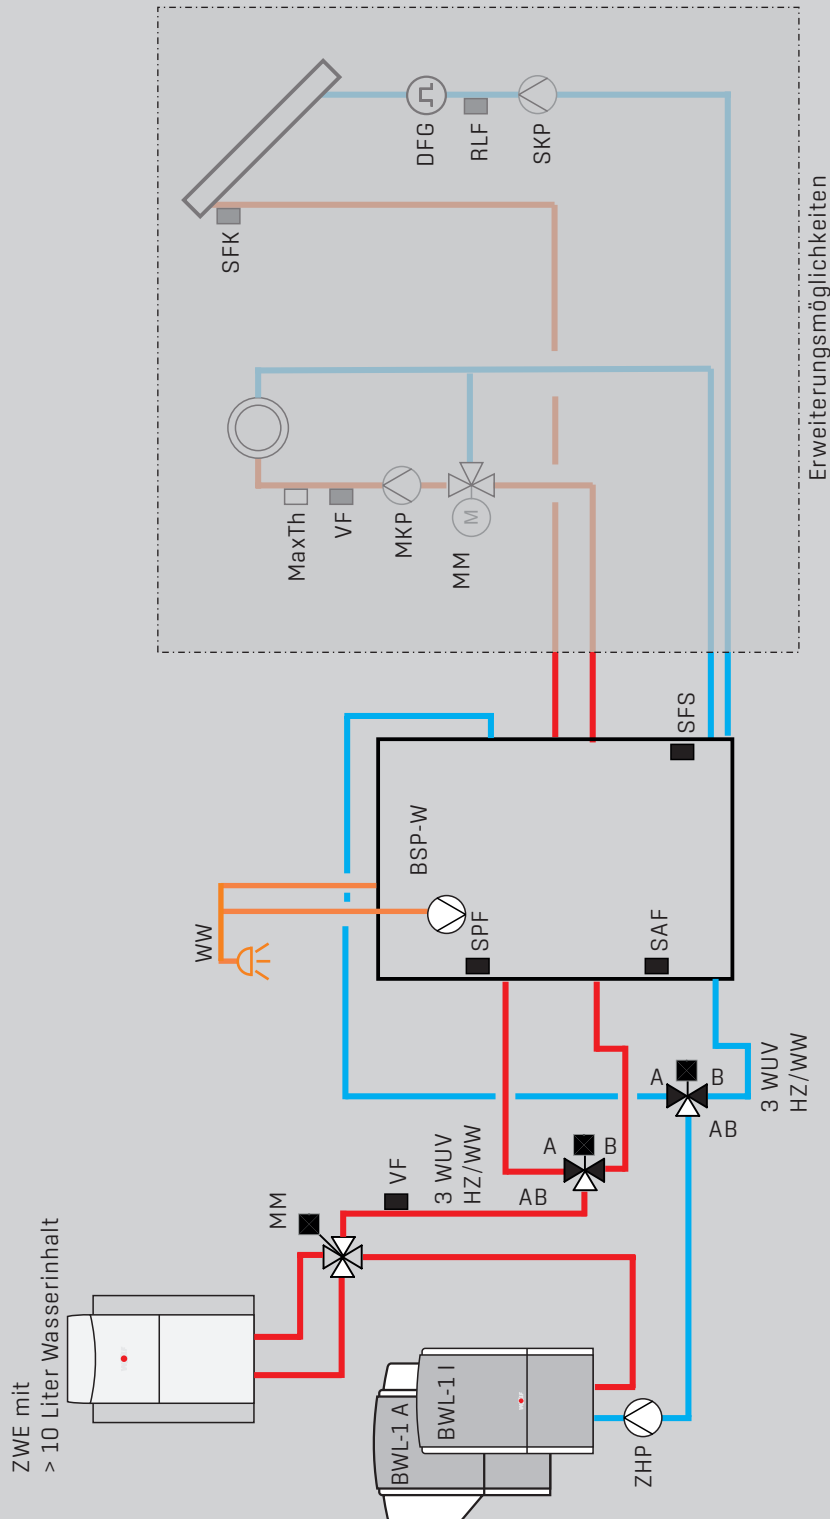 ZWE mit
> 10 Liter Wasserinhalt
BWL-1 A
BWL-1 I
ZHP
MM
VF
3 WUV
HZ/WW
AB
A
B
3 WUV
HZ/WW
AB
A
B
WW
SPF
SAF
BSP-W
SFS
MM
M
MKP
VF
MaxTh
SFK
DFG
RLF
SKP
Erweiterungsmöglichkeiten